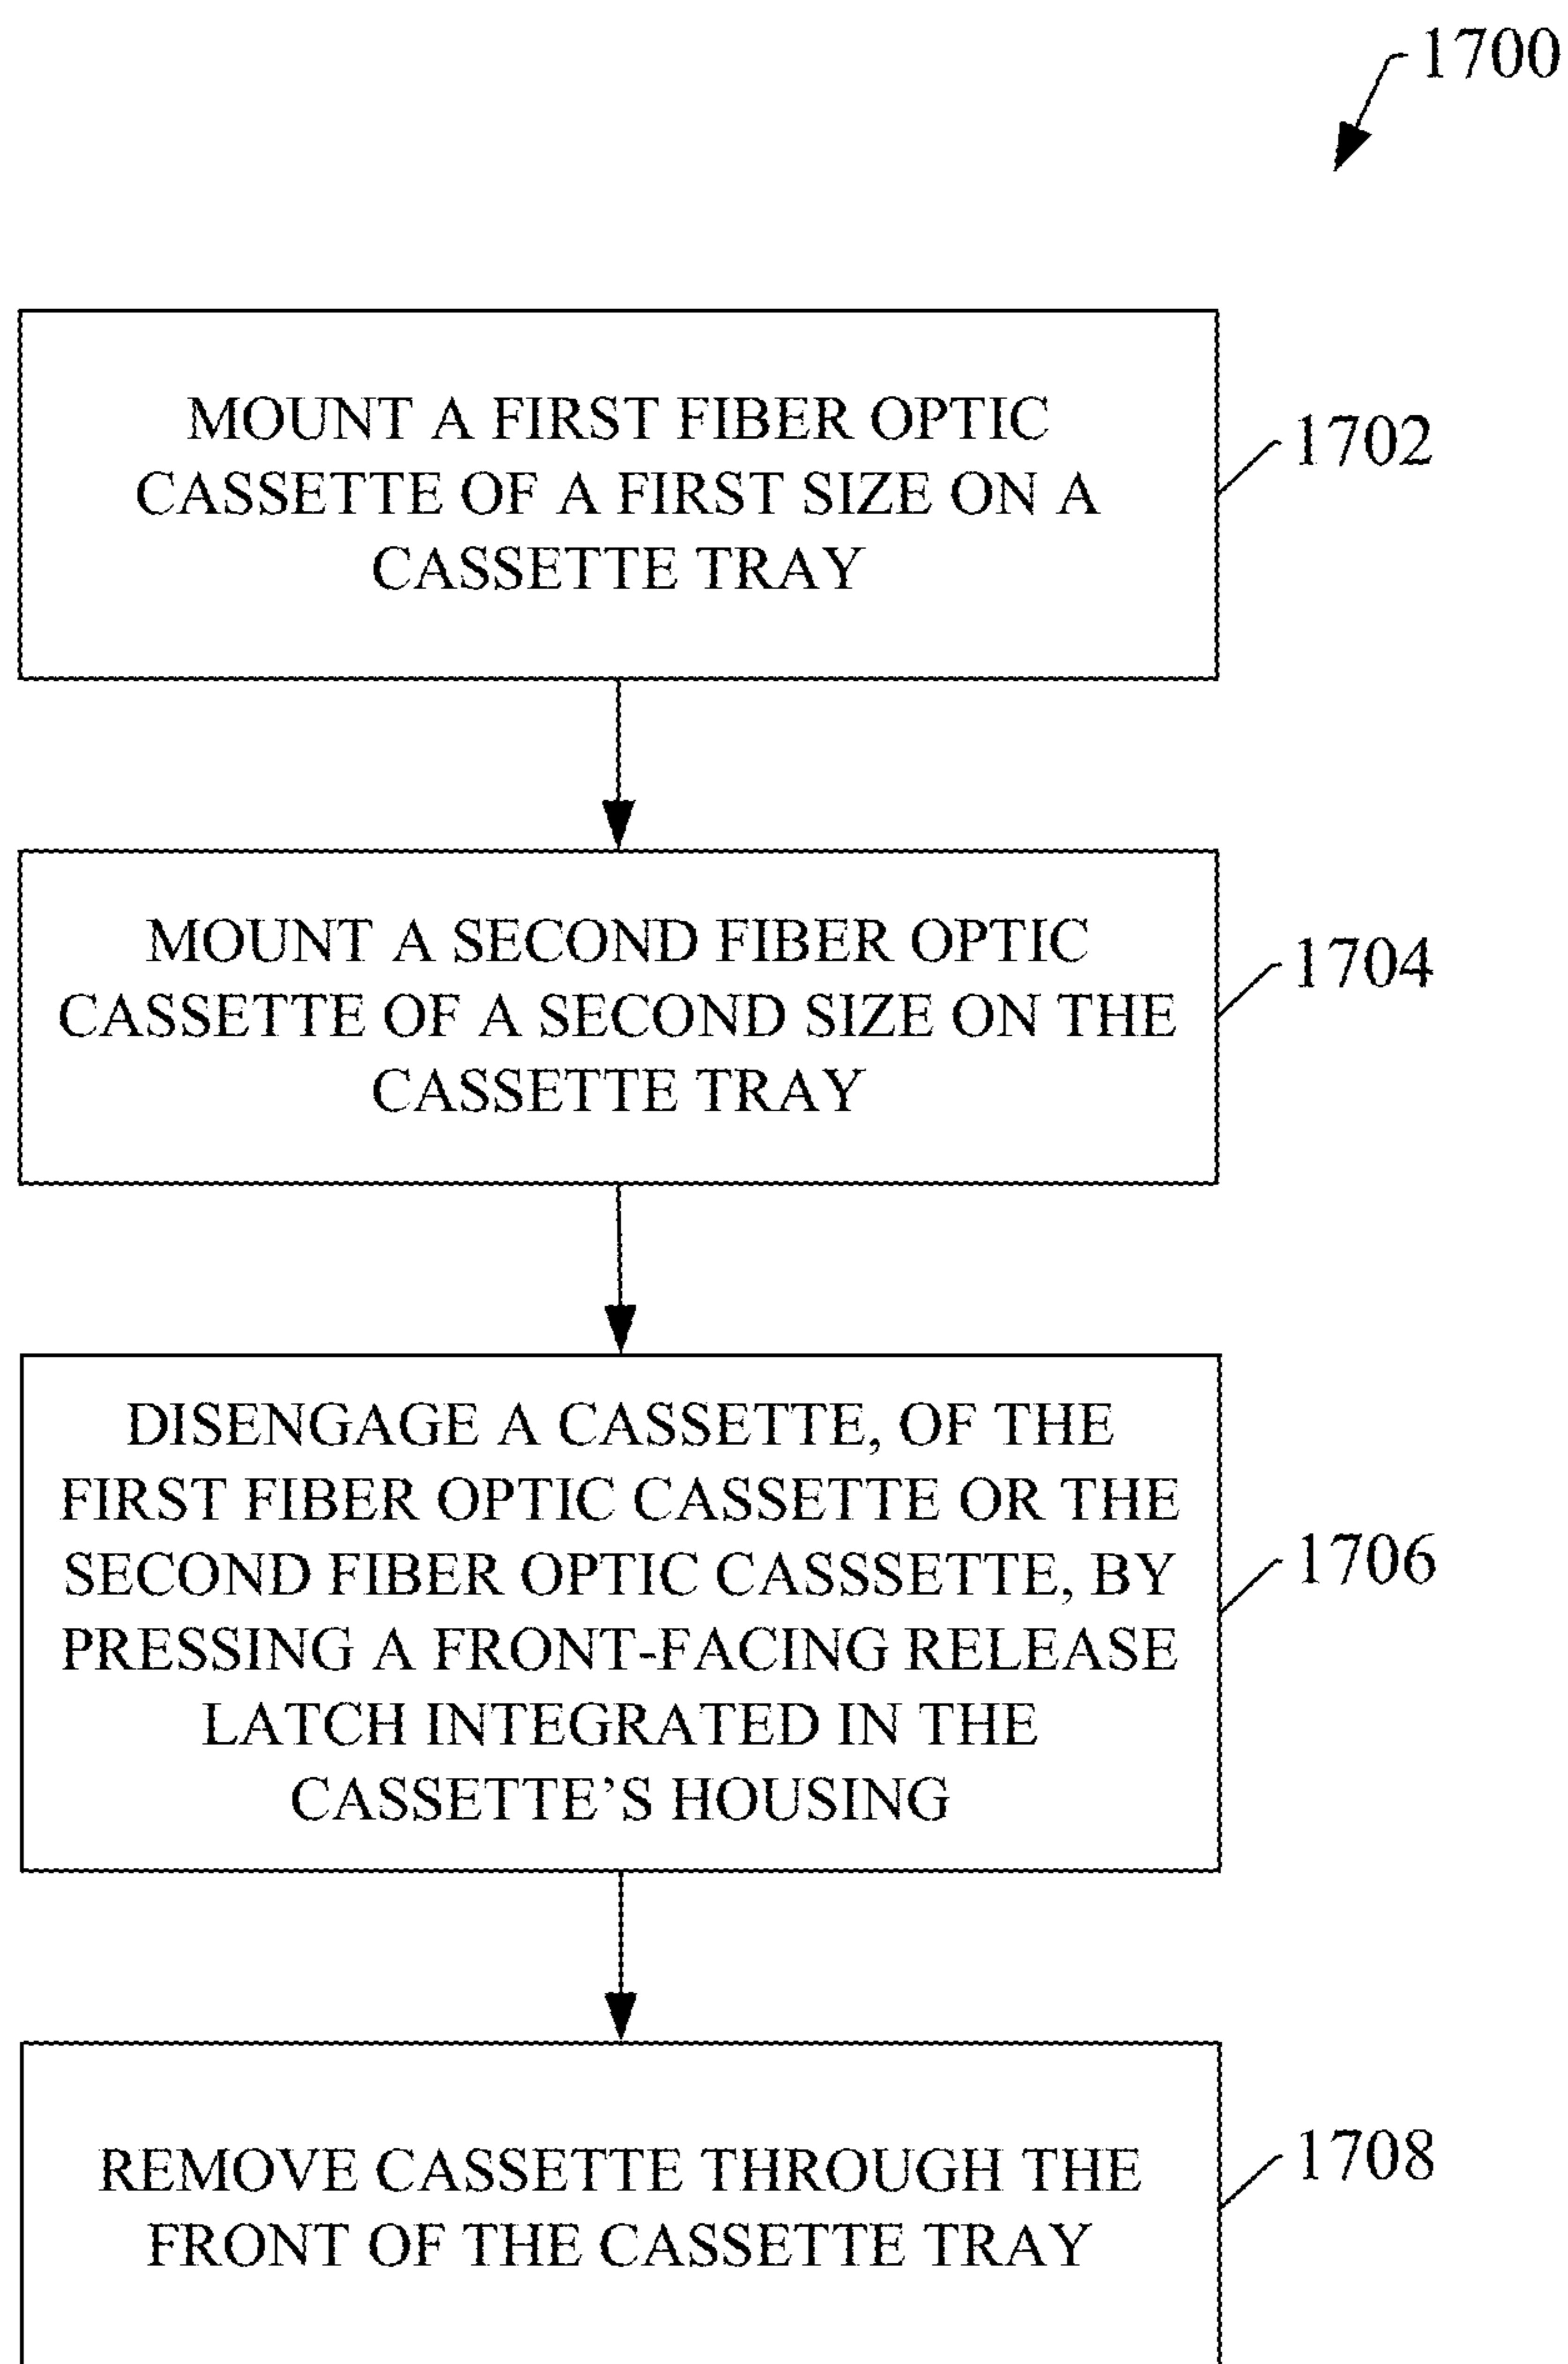 1700
MOUNT A FIRST FIBER OPTIC
CASSETTE OF A FIRST SIZE ON A
CASSETTE TRAY
1702
MOUNT A SECOND FIBER OPTIC
CASSETTE OF A SECOND SIZE ON THE
CASSETTE TRAY
1704
DISENGAGE A CASSETTE, OF THE
FIRST FIBER OPTIC CASSETTE OR THE
SECOND FIBER OPTIC CASSSETTE, BY
PRESSING A FRONT-FACING RELEASE
LATCH INTEGRATED IN THE
CASSETTE’S HOUSING
1706
REMOVE CASSETTE THROUGH THE
FRONT OF THE CASSETTE TRAY
1708